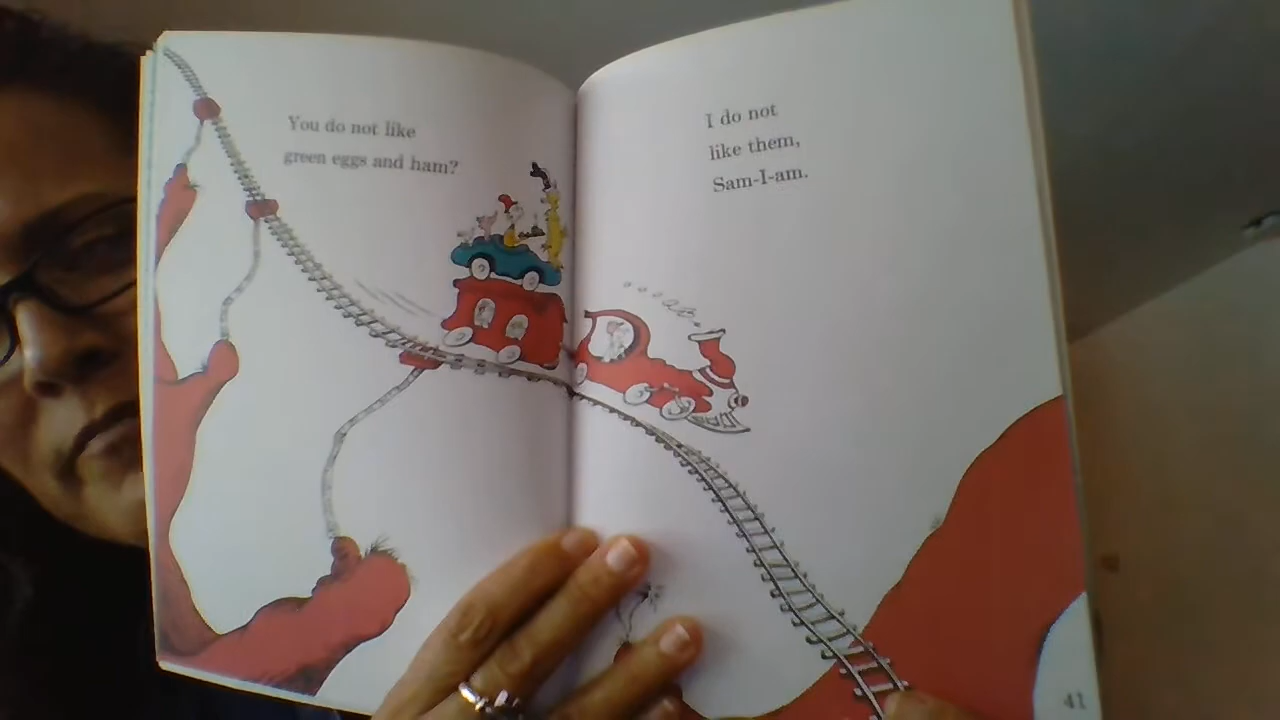 You do not like
green eggs and ham?
I do not
like them,
Sam-I-am.
41